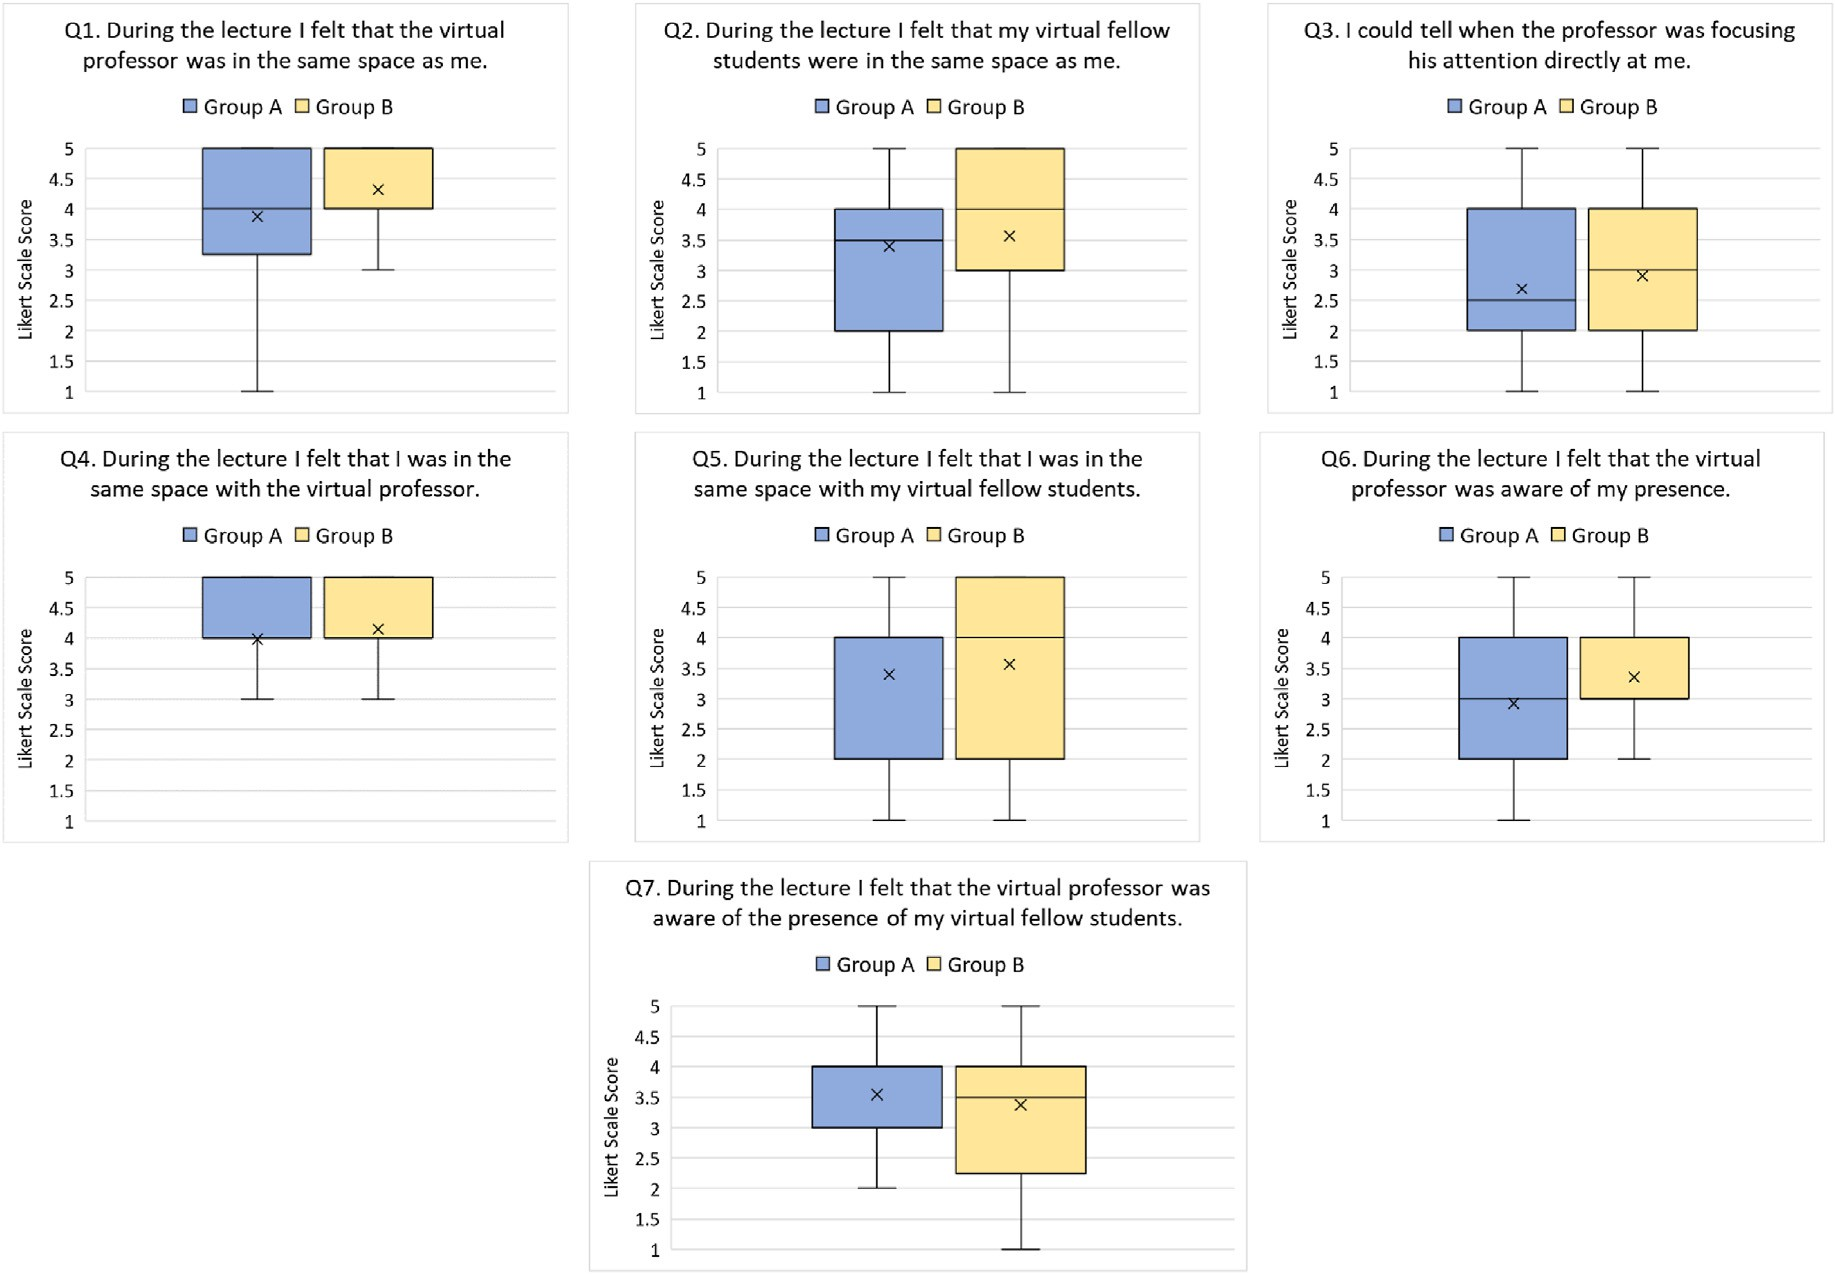 Q1. During the lecture I felt that the virtual
professor was in the same space as me.
Group A Group B
Likert Scale Score
5
4.5
4
3.5
3
2.5
2
1.5
1
Q2. During the lecture I felt that my virtual fellow
students were in the same space as me.
Group A Group B
Likert Scale Score
5
4.5
4
3.5
3
2.5
2
1.5
1
Q3. I could tell when the professor was focusing
his attention directly at me.
Group A Group B
Likert Scale Score
5
4.5
4
3.5
3
2.5
2
1.5
1
Q4. During the lecture I felt that I was in the
same space with the virtual professor.
Group A Group B
Likert Scale Score
5
4.5
4
3.5
3
2.5
2
1.5
1
Q5. During the lecture I felt that I was in the
same space with my virtual fellow students.
Group A Group B
Likert Scale Score
5
4.5
4
3.5
3
2.5
2
1.5
1
Q6. During the lecture I felt that the virtual
professor was aware of my presence.
Group A Group B
Likert Scale Score
5
4.5
4
3.5
3
2.5
2
1.5
1
Q7. During the lecture I felt that the virtual professor was
aware of the presence of my virtual fellow students.
Group A Group B
Likert Scale Score
5
4.5
4
3.5
3
2.5
2
1.5
1